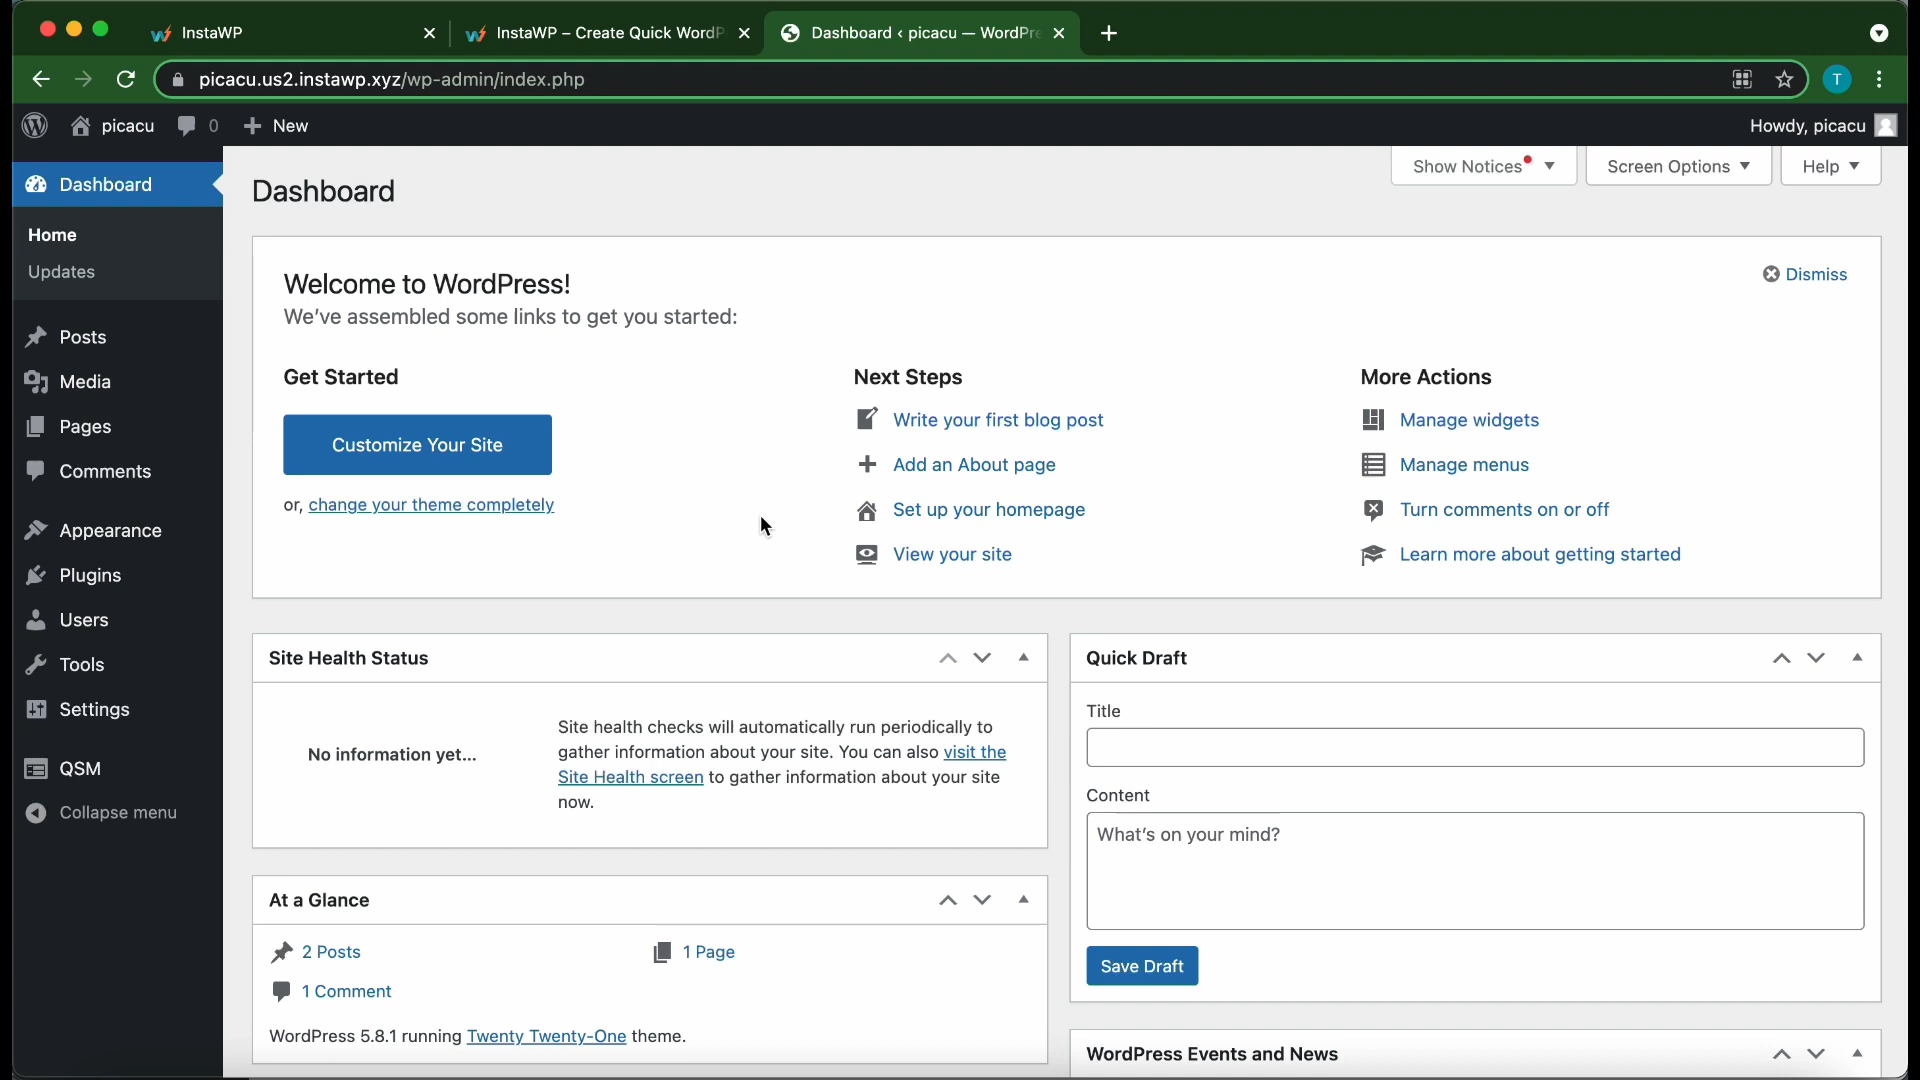 InstaWP
InstaWP – Create Quick WordP
Dashboard ‹ picacu — WordPre
picacu.us2.instawp.xyz/wp-admin/index.php
T
picacu
0
New
Howdy, picacu
Dashboard
Home
Updates
Posts
Media
Pages
Comments
Appearance
Plugins
Users
Tools
Settings
QSM
Collapse menu
Show Notices
Screen Options
Help
Dashboard
Welcome to WordPress!
We've assembled some links to get you started:
Dismiss
Get Started
Customize Your Site
or, change your theme completely
Next Steps
Write your first blog post
Add an About page
Set up your homepage
View your site
More Actions
Manage widgets
Manage menus
Turn comments on or off
Learn more about getting started
Site Health Status
No information yet...
Site health checks will automatically run periodically to
gather information about your site. You can also visit the
Site Health screen to gather information about your site
now.
At a Glance
2 Posts
1 Page
1 Comment
WordPress 5.8.1 running Twenty Twenty-One theme.
Quick Draft
Title
Content
What's on your mind?
Save Draft
WordPress Events and News